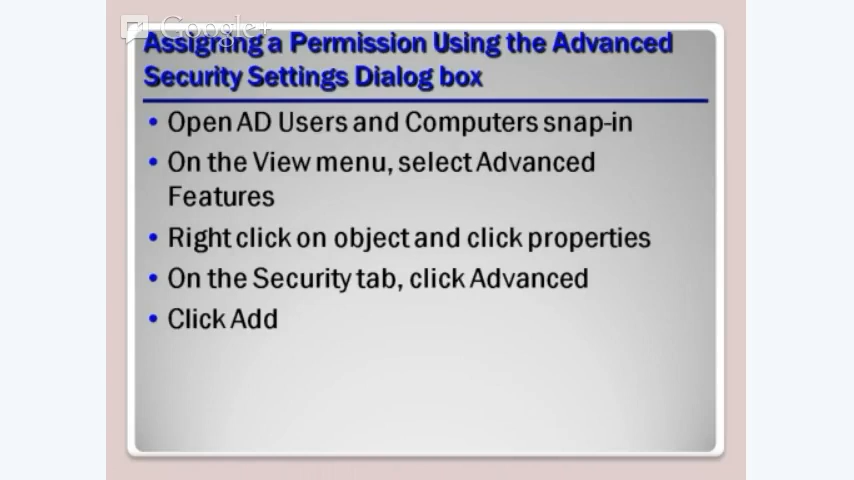 Google+
Assigning a Permission Using the Advanced
Security Settings Dialog box
• Open AD Users and Computers snap-in
• On the View menu, select Advanced
Features
• Right click on object and click properties
• On the Security tab, click Advanced
• Click Add